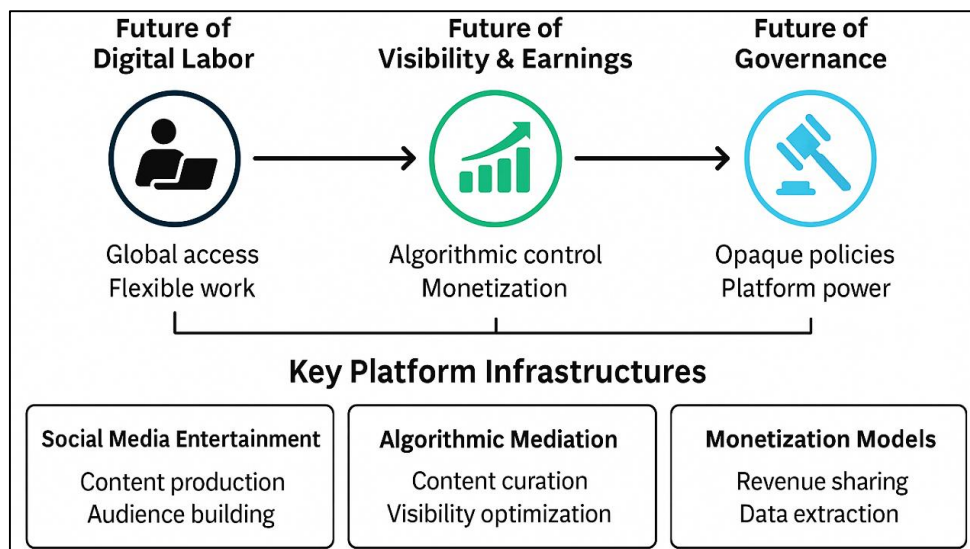 Future of
Digital Labor
Future of
Visibility & Earnings
Future of
Governance
Global access
Flexible work
Algorithmic control
Monetization
Opaque policies
Platform power
Key Platform Infrastructures
Social Media Entertainment
Content production
Audience building
Algorithmic Mediation
Content curation
Visibility optimization
Monetization Models
Revenue sharing
Data extraction